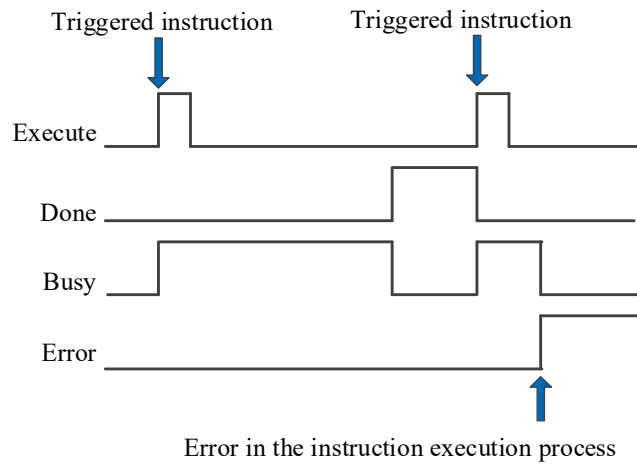 Triggered instruction
Triggered instruction
Execute
Done
Busy
Error
Error in the instruction execution process